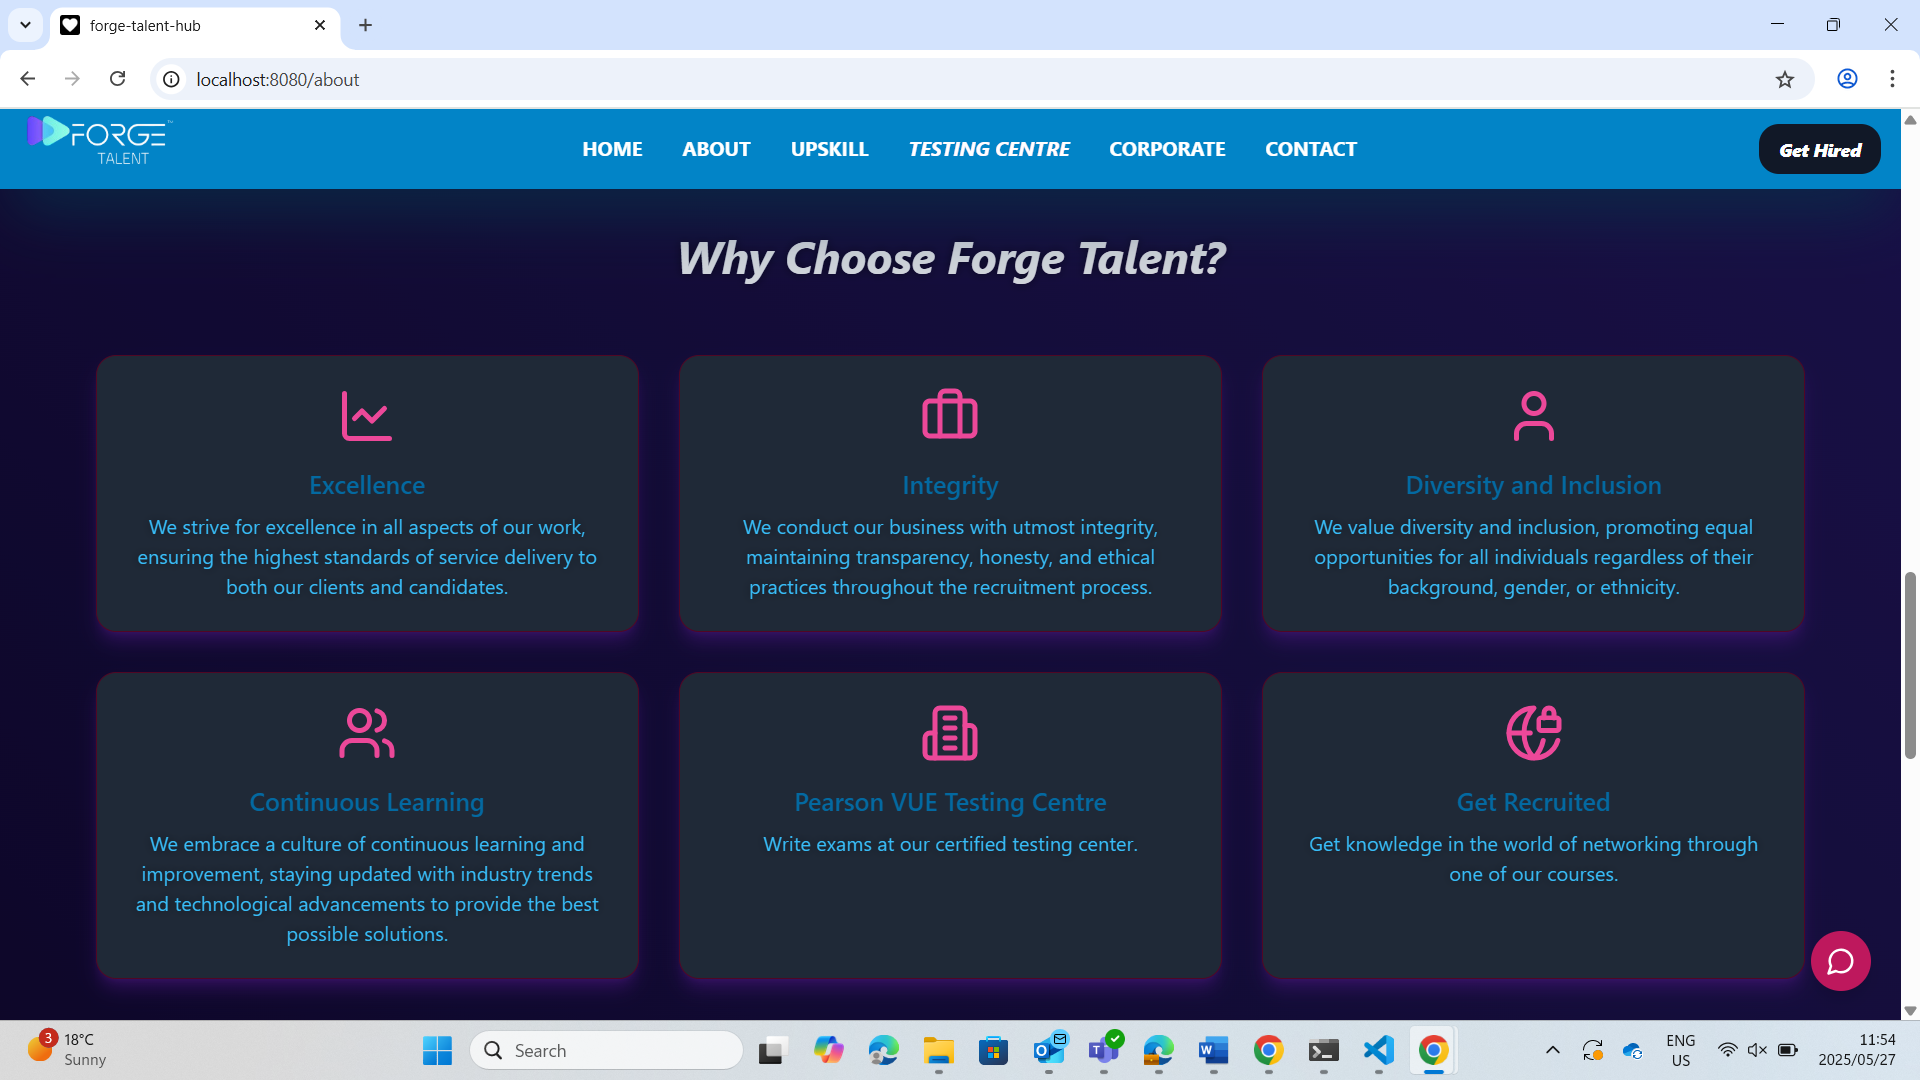 forge-talent-hub
localhost:8080/about
FORGE™
TALENT
HOME
ABOUT
UPSKILL
TESTING CENTRE
CORPORATE
CONTACT
Get Hired
Why Choose Forge Talent?
Excellence
We strive for excellence in all aspects of our work,
ensuring the highest standards of service delivery to
both our clients and candidates.
Integrity
We conduct our business with utmost integrity,
maintaining transparency, honesty, and ethical
practices throughout the recruitment process.
Diversity and Inclusion
We value diversity and inclusion, promoting equal
opportunities for all individuals regardless of their
background, gender, or ethnicity.
Continuous Learning
We embrace a culture of continuous learning and
improvement, staying updated with industry trends
and technological advancements to provide the best
possible solutions.
Pearson VUE Testing Centre
Write exams at our certified testing center.
Get Recruited
Get knowledge in the world of networking through
one of our courses.
3
18°C
Sunny
Search
ENG
US
11:54
2025/05/27